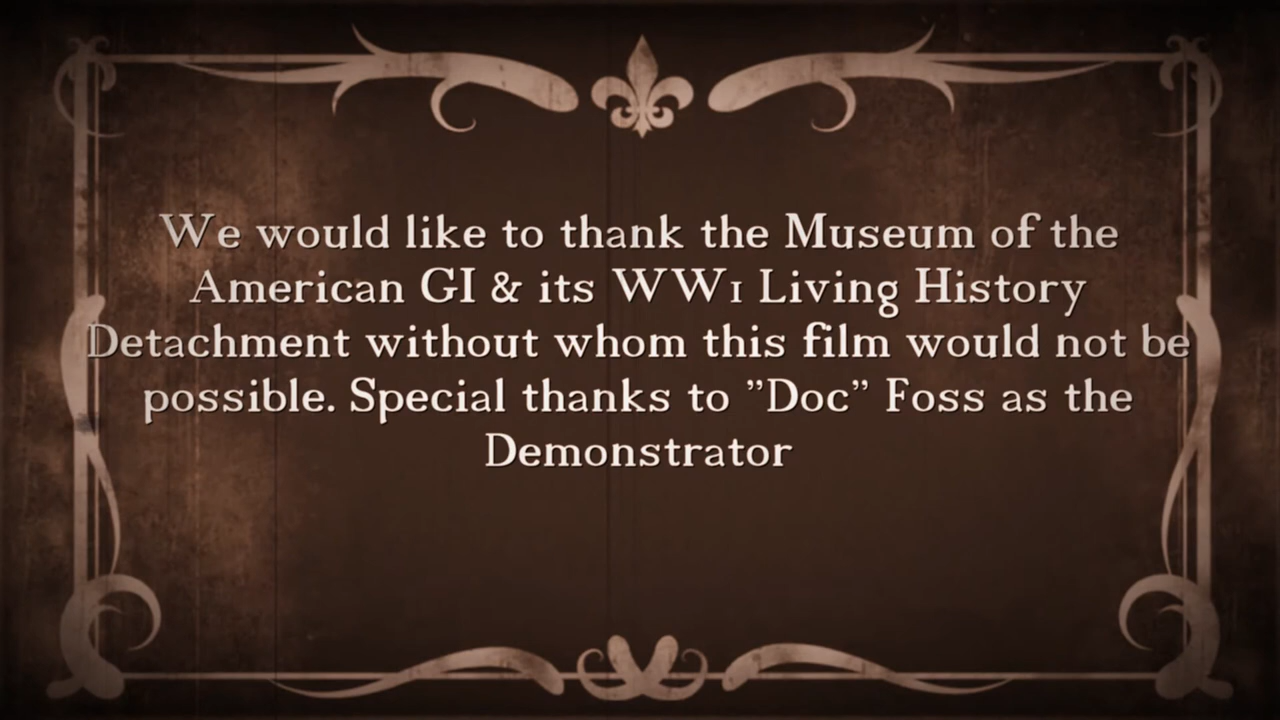 We would like to thank the Museum of the
American GI & its WW1 Living History
Detachment without whom this film would not be
possible. Special thanks to ”Doc” Foss as the
Demonstrator